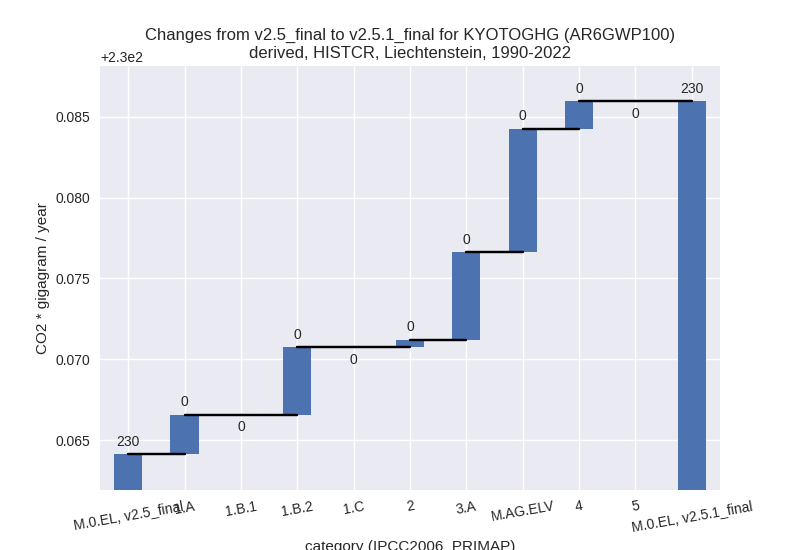 Changes from v2.5_final to v2.5.1_final for KYOTOGHG (AR6GWP100)
derived, HISTCR, Liechtenstein, 1990-2022
+2.3e2
0.085
0.080
0.075
0.070
0.065
CO2 * gigagram / year
230
0
0
0
0
0
0
0
0
0
230
M.0.EL, v2.5_final
1.A
1.B.1
1.B.2
1.C
2
3.A
M.AG.ELV
4
5
M.0.EL, v2.5.1_final
category (IPCC2006_PRIMAP)